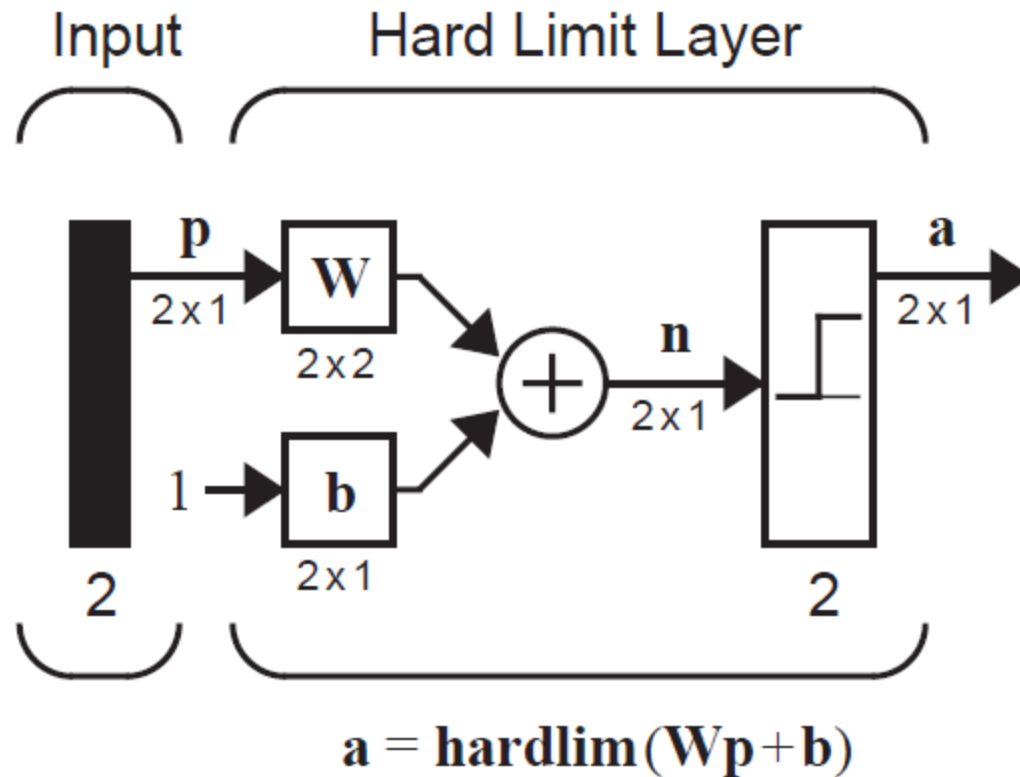 Input Hard Limit Layer
p a
W
2x1 2x1
n
2x2
2x1
1 b
2x1
2 2
a = hardlim(Wp+b)